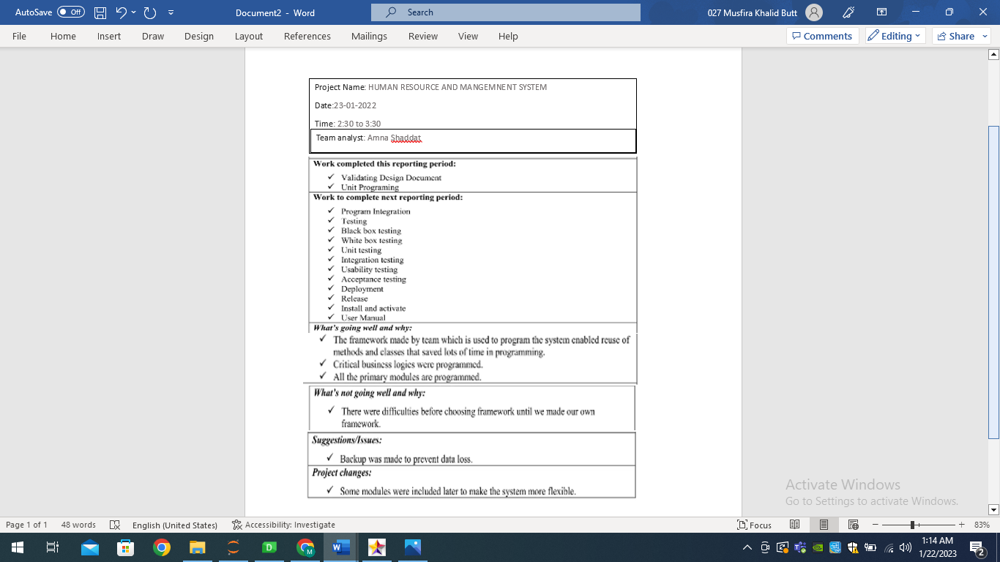 AutoSave Off Document2 - Word Search 027 Musfira Khalid Butt
File Home Insert Draw Design Layout References Mailings Review View Help Comments Editing Share
Project Name: HUMAN RESOURCE AND MANGEMNENT SYSTEM
Date:23-01-2022
Time: 2:30 to 3:30
Team analyst: Amna Shaddat
Work completed this reporting period:
Validating Design Document
Unit Programing
Work to complete next reporting period:
Program Integration
Testing
Black box testing
White box testing
Unit testing
Integration testing
Usability testing
Acceptance testing
Deployment
Release
Install and activate
User Manual
What's going well and why:
The framework made by team which is used to program the system enabled reuse of
methods and classes that saved lots of time in programming.
Critical business logics were programmed.
All the primary modules are programmed.
What's not going well and why:
There were difficulties before choosing framework until we made our own
framework.
Suggestions/Issues:
Backup was made to prevent data loss.
Project changes:
Some modules were included later to make the system more flexible.
Activate Windows
Go to Settings to activate Windows.
Page 1 of 1 48 words English (United States) Accessibility: Investigate Focus 83%
1:14 AM
1/22/2023
2